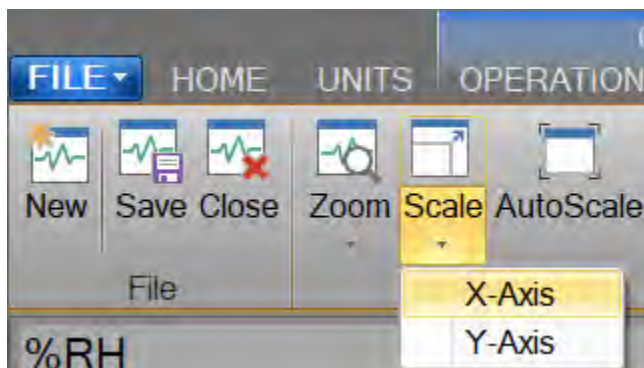 FILE HOME UNITS OPERATION
New Save Close Zoom Scale AutoScale
File
X-Axis
%RH
Y-Axis